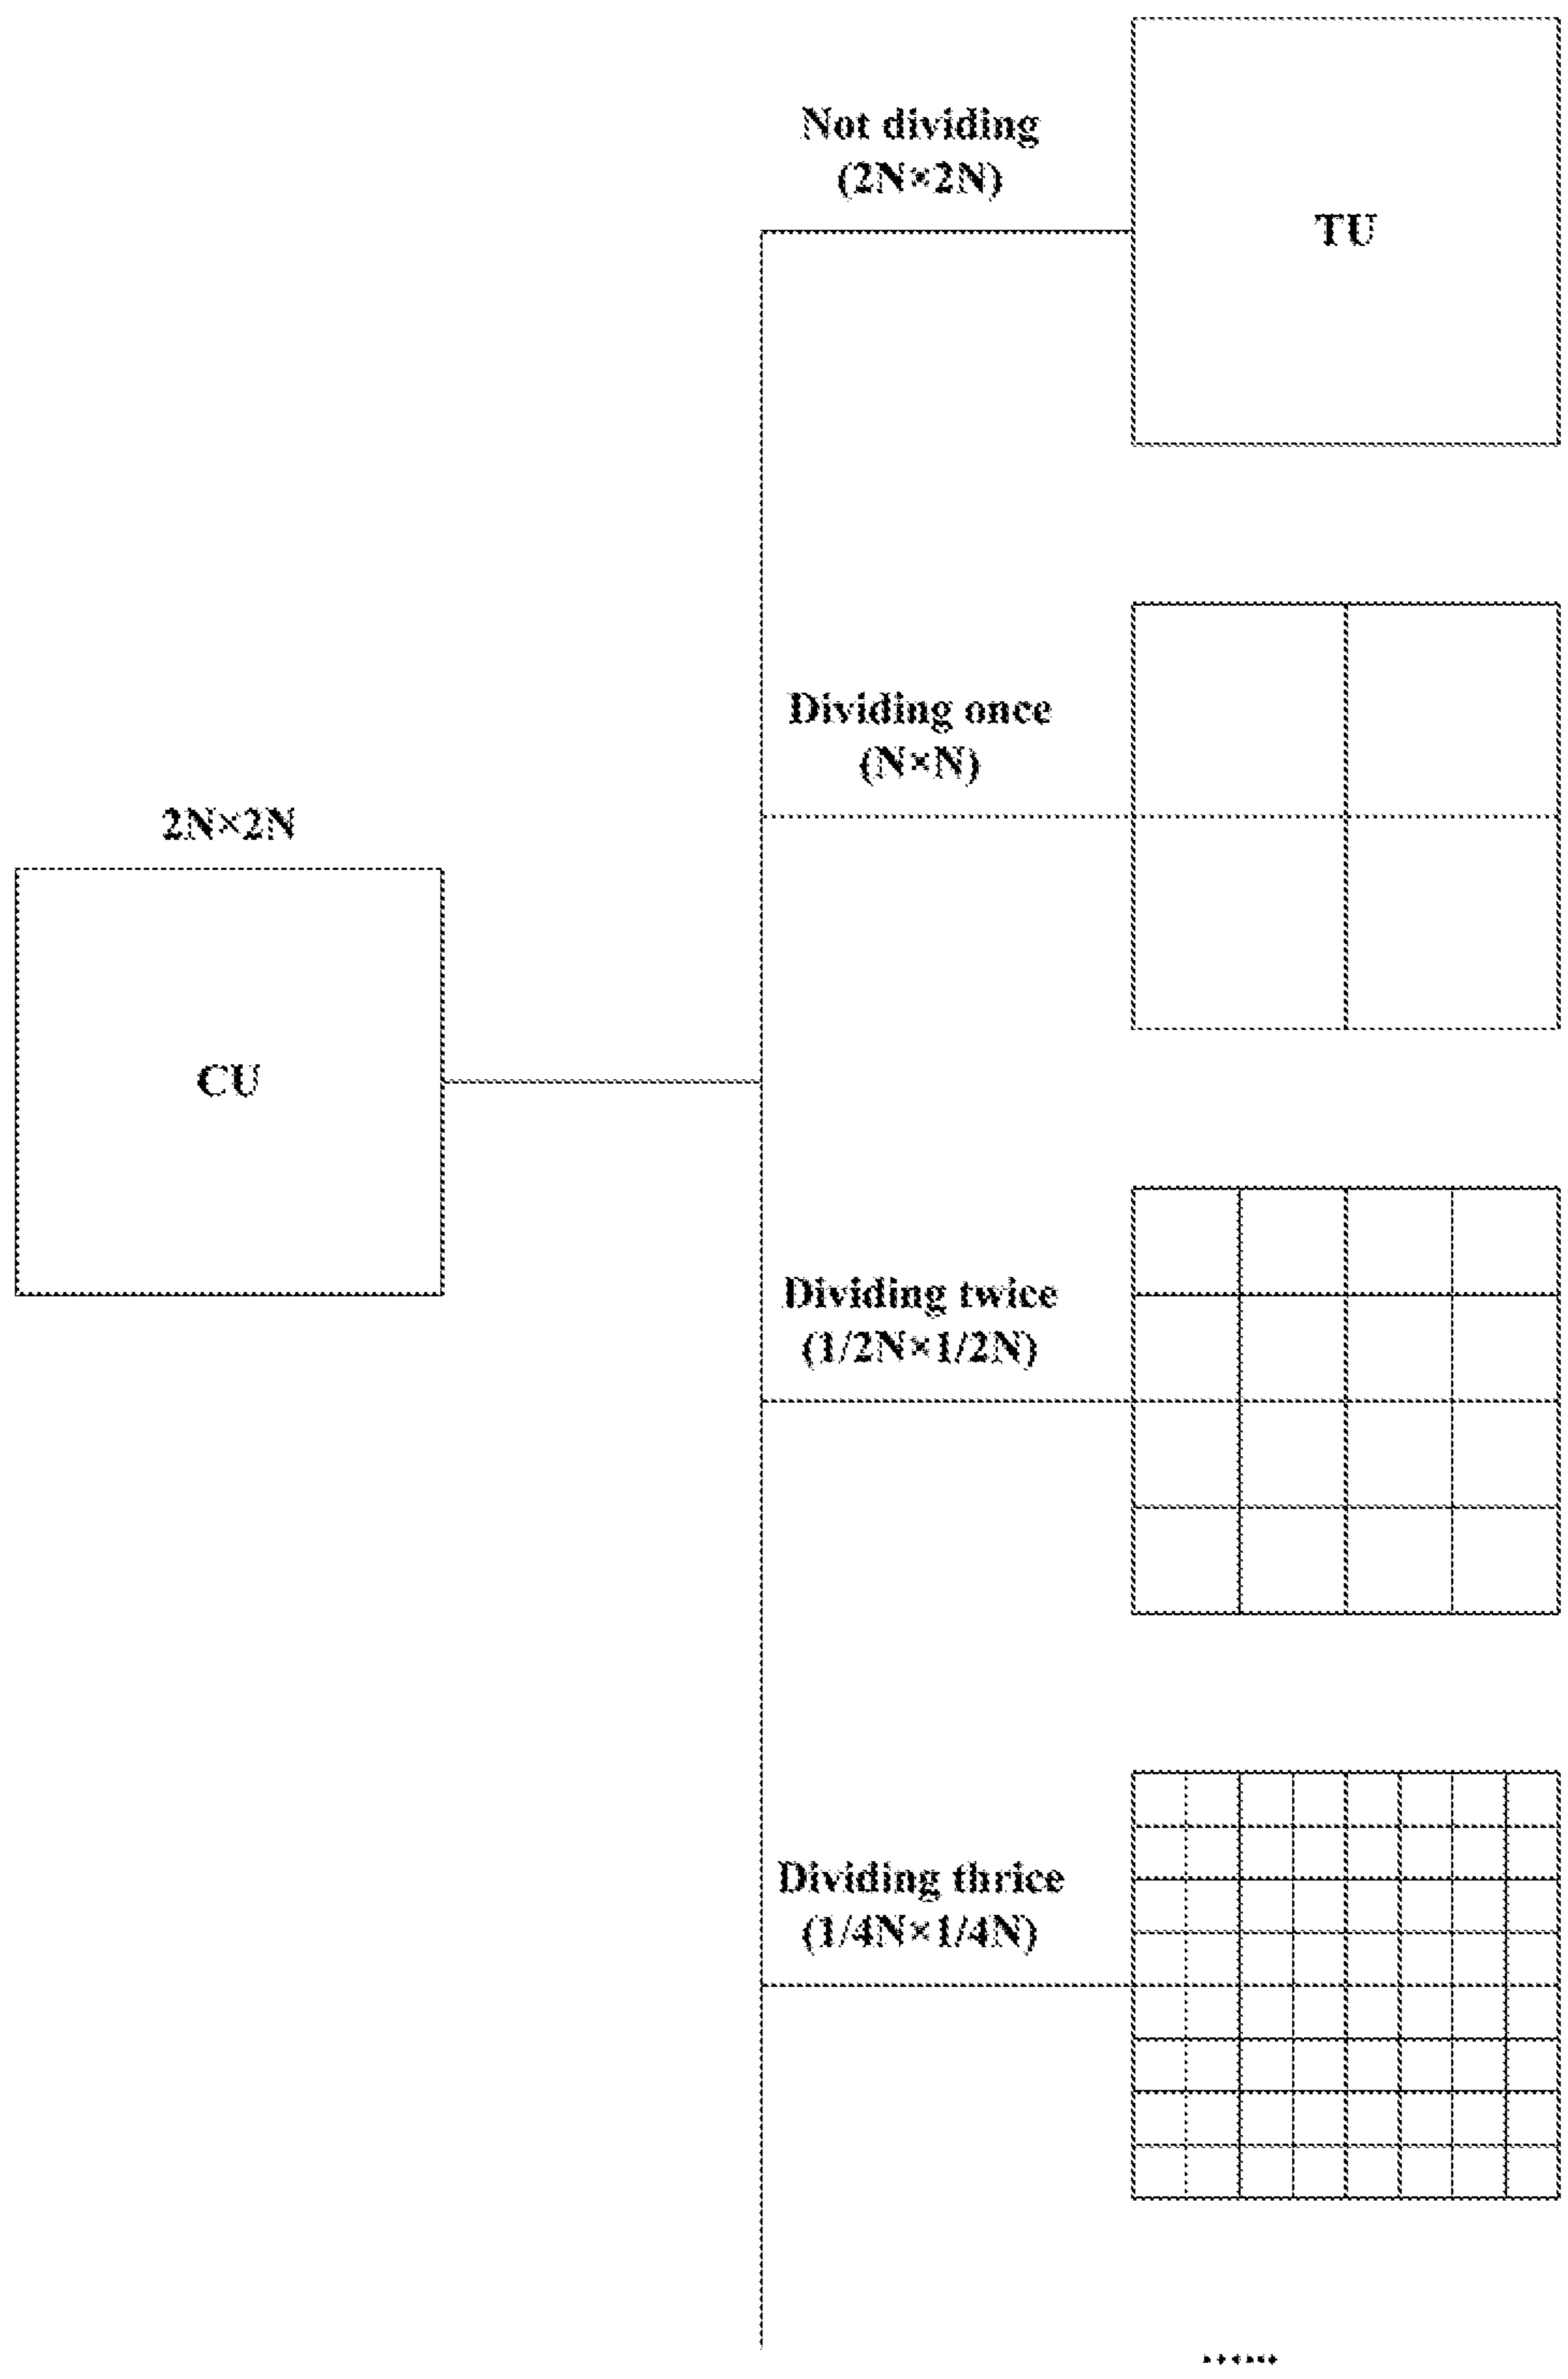 Not dividing
(2N×2N)
TU
Dividing once
(N×N)
2N×2N
CU
Dividing twice
(1/2N×1/2N)
Dividing thrice
(1/4N×1/4N)
......